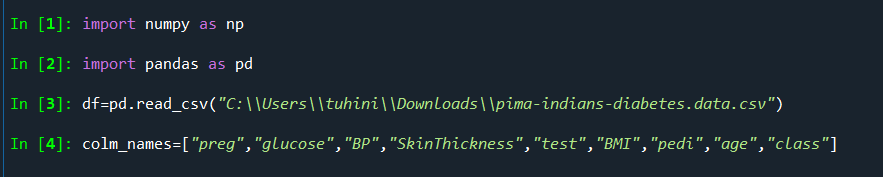 In [1]: import numpy as np
In [2]: import pandas as pd
In [3]: df=pd.read_csv("C:\\Users\\tuhini\\Downloads\\pima-indians-diabetes.data.csv")
In [4]: colm_names=["preg","glucose","BP","SkinThickness","test","BMI","pedi","age","class"]